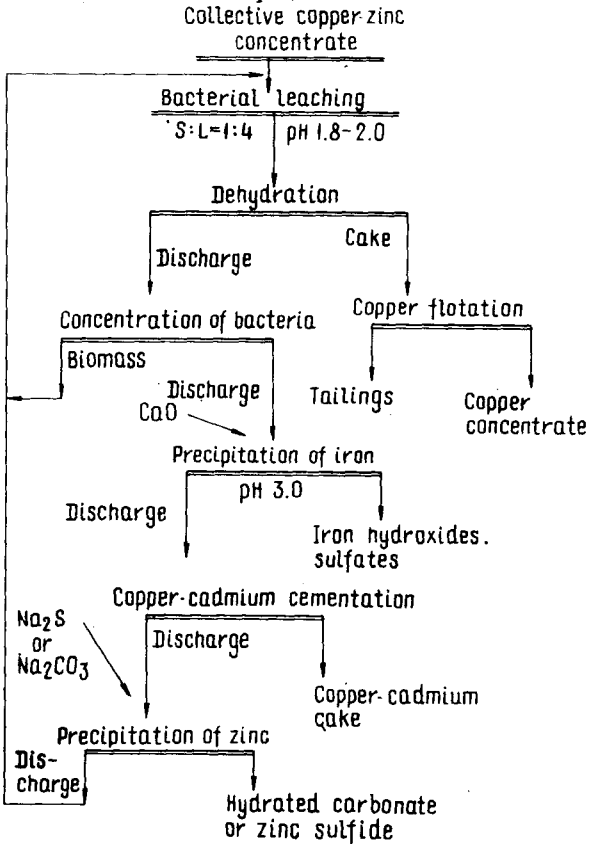 Collective copper-zinc
concentrate
Bacterial leaching
S:L=1:4 pH 1.8-2.0
Dehydration
Cake
Discharge
Concentration of bacteria
Copper flotation
Biomass
Discharge
CaO
Tailings
Copper
concentrate
Precipitation of iron
pH 3.0
Discharge
Iron hydroxides.
sulfates
Copper-cadmium cementation
Na2S
or
Na2CO3
Discharge
Copper-cadmium
cake
Precipitation of zinc
Dis-
charge
Hydrated carbonate
or zinc sulfide